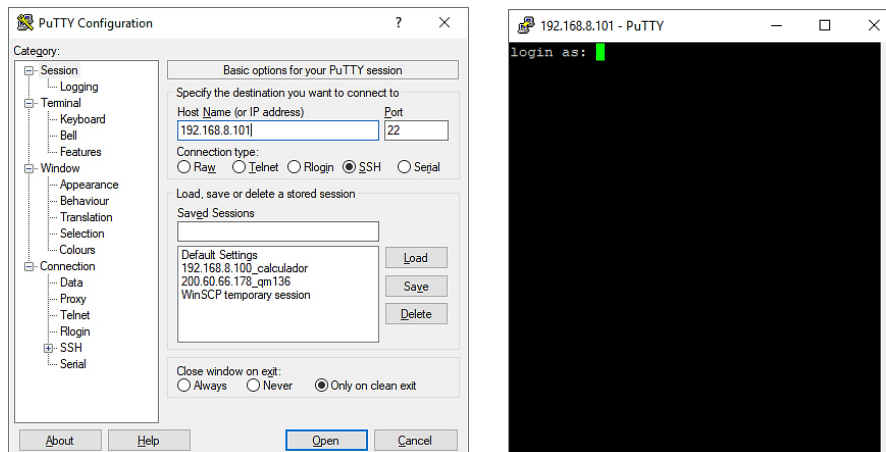 PuTTY Configuration
?
Category:
Session
Logging
Terminal
Keyboard
Bell
Features
Window
Appearance
Behaviour
Translation
Selection
Colours
Connection
Data
Proxy
Telnet
Rlogin
SSH
Serial
Basic options for your PuTTY session
Specify the destination you want to connect to
Host Name (or IP address) Port
192.168.8.101 22
Connection type:
Raw Telnet Rlogin SSH Serial
Load, save or delete a stored session
Saved Sessions
Default Settings
192.168.8.100_calculador
200.60.66.178_qm136
WinSCP temporary session
Load
Save
Delete
Close window on exit:
Always Never Only on clean exit
About Help Open Cancel
192.168.8.101 - PuTTY
login as: